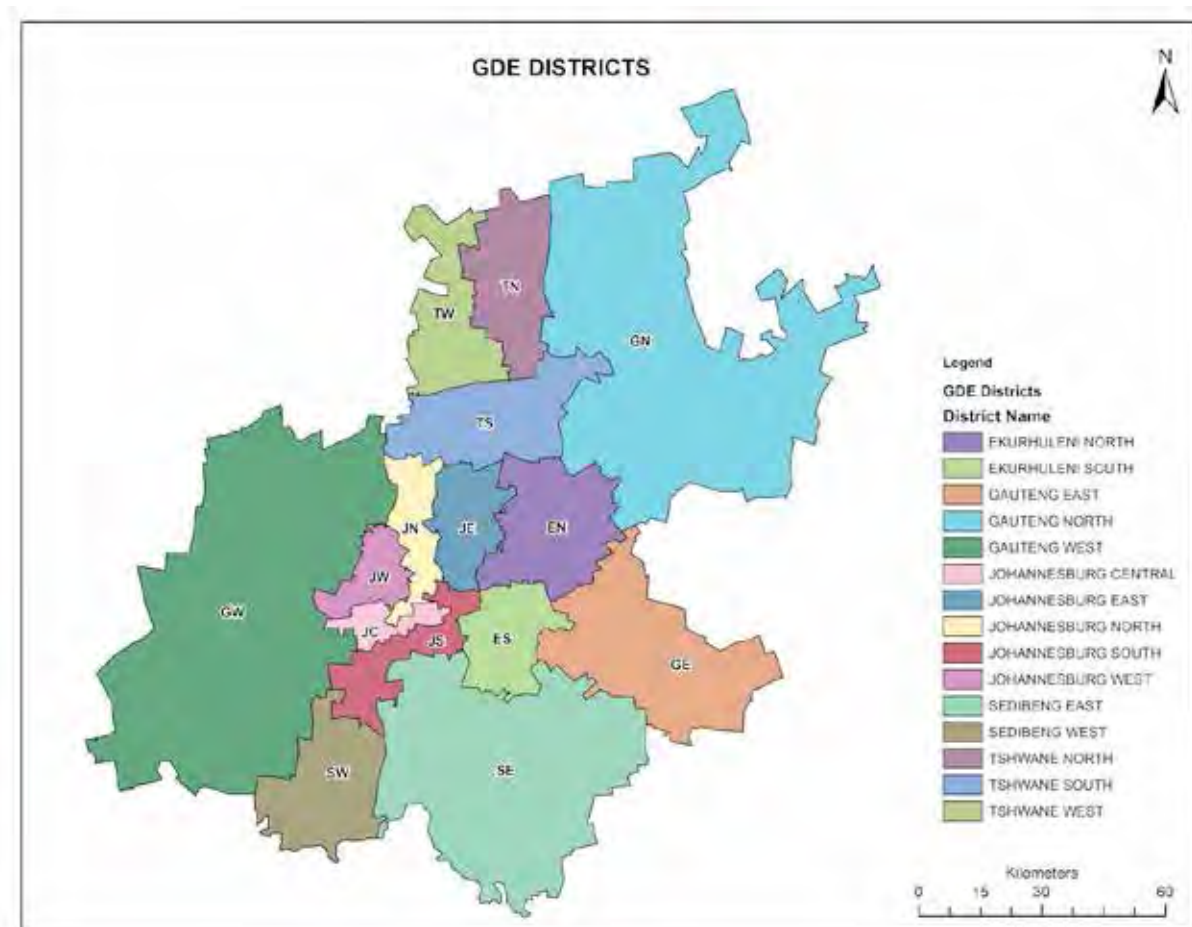 GDE DISTRICTS
N
TN
TW
GN
TS
JN
JE
EN
JW
GW
JC
JS
ES
GE
SW
SE
Legend
GDE Districts
District Name
EKURHULENI NORTH
EKURHULENI SOUTH
GAUTENG EAST
GAUTENG NORTH
GAUTENG WEST
JOHANNESBURG CENTRAL
JOHANNESBURG EAST
JOHANNESBURG NORTH
JOHANNESBURG SOUTH
JOHANNESBURG WEST
SEDIBENG EAST
SEDIBENG WEST
TSHWANE NORTH
TSHWANE SOUTH
TSHWANE WEST
Kilometers
0 15 30 60